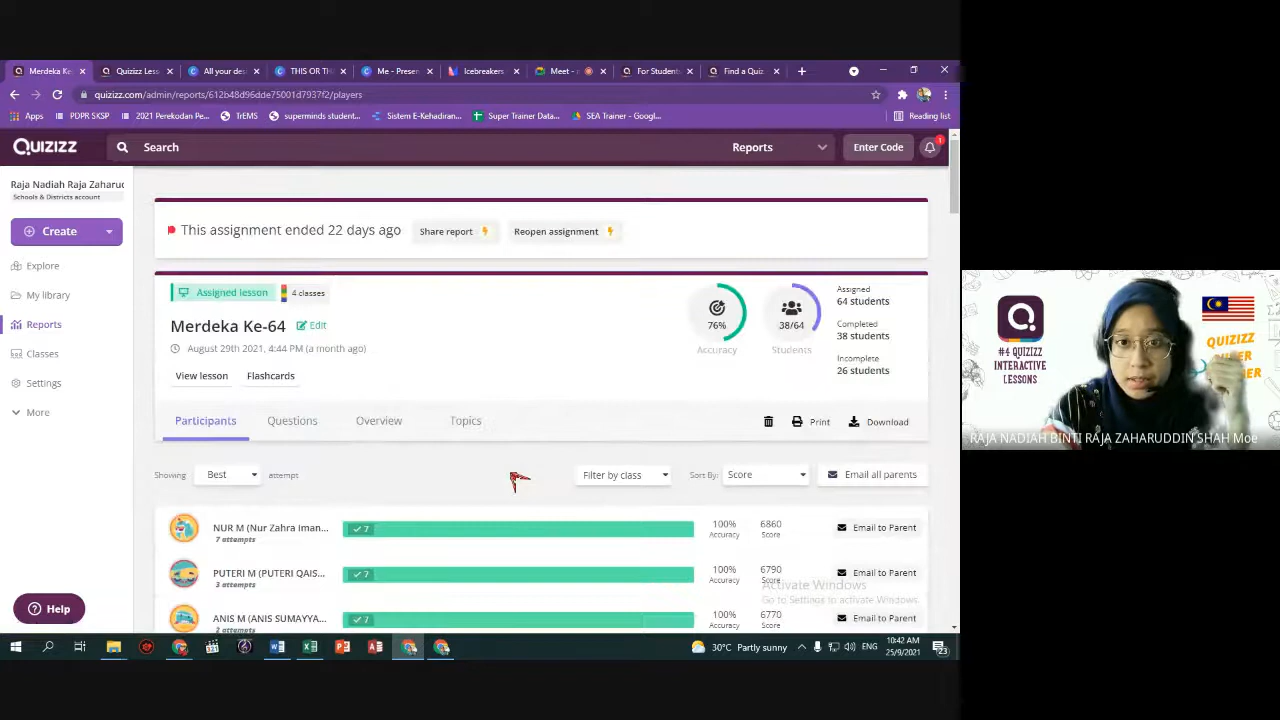 Merdeka Ke
Quizizz Less
All your des
THIS OR TH
Me - Presen
Icebreakers
Meet -
For Students
Find a Quiz
quizizz.com/admin/reports/612b48d96dde75001d7937f2/players
Apps
PDPR SKSP
2021 Perekodan Pe...
TrEMS
superminds student...
Sistem E-Kehadiran...
Super Trainer Data...
SEA Trainer - Googl...
Reading list
QUIZIZZ
Search
Reports
Enter Code
1
Raja Nadiah Raja Zaharuc
Schools & Districts account
Create
Explore
My library
Reports
Classes
Settings
More
Help
This assignment ended 22 days ago
Share report
Reopen assignment
Assigned lesson
4 classes
Merdeka Ke-64
Edit
August 29th 2021, 4:44 PM (a month ago)
View lesson
Flashcards
76%
Accuracy
38/64
Students
Assigned
64 students
Completed
38 students
Incomplete
26 students
Participants
Questions
Overview
Topics
Print
Download
Showing
Best
attempt
Filter by class
Sort By:
Score
Email all parents
NUR M (Nur Zahra Iman...
7 attempts
7
100%
Accuracy
6860
Score
Email to Parent
PUTERI M (PUTERI QAIS...
3 attempts
7
100%
Accuracy
6790
Score
Email to Parent
ANIS M (ANIS SUMAYYA...
2 attempts
7
100%
Accuracy
6770
Score
Email to Parent
Activate Windows
Go to Settings to activate Windows.
30°C Partly sunny
ENG
10:42 AM
25/9/2021
23
Q
#4 QUIZIZZ
INTERACTIVE
LESSONS
QUIZIZZ
RAJA NADIAH BINTI RAJA ZAHARUDDIN SHAH Moe